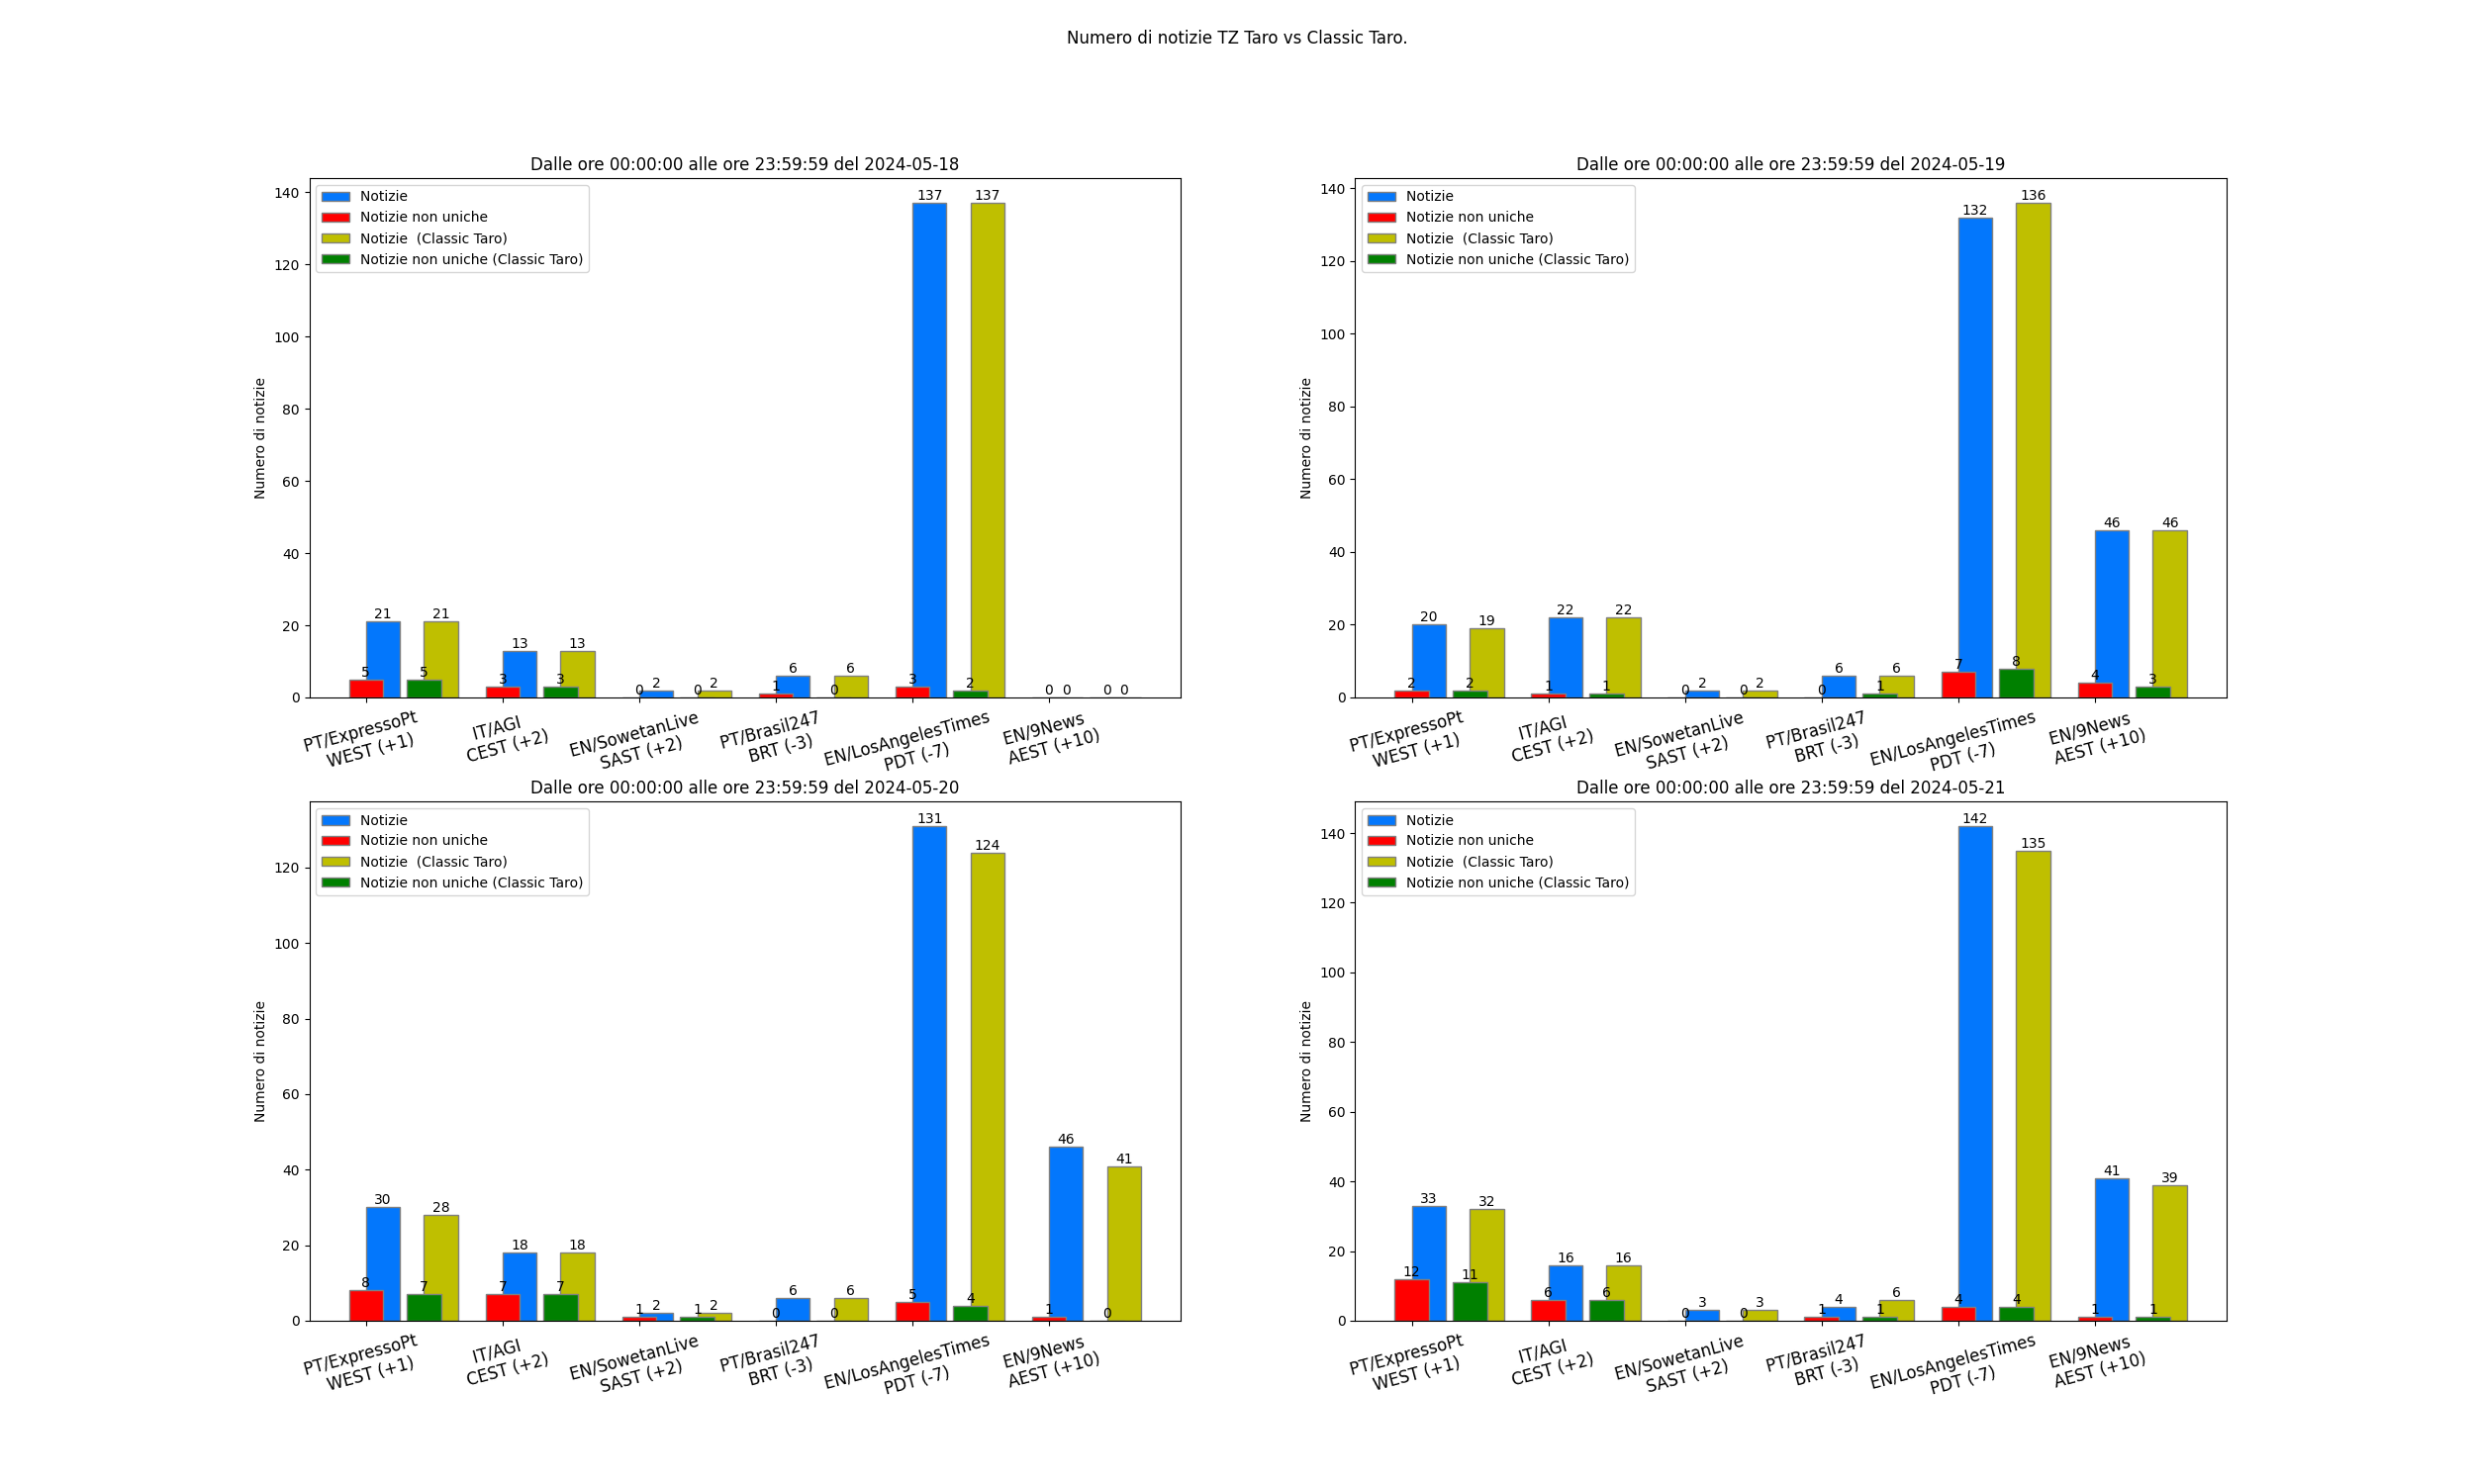 Numero di notizie TZ Taro vs Classic Taro.
Dalle ore 00:00:00 alle ore 23:59:59 del 2024-05-18
Numero di notizie
140
120
100
80
60
40
20
0
Notizie
Notizie non uniche
Notizie  (Classic Taro)
Notizie non uniche (Classic Taro)
137 137
21 21 13 13 2 2 6 6
5 5 3 3 0 0 1 0 3 2 0 0 0 0
PT/ExpressoPt
WEST (+1)
IT/AGI
CEST (+2)
EN/SowetanLive
SAST (+2)
PT/Brasil247
BRT (-3)
EN/LosAngelesTimes
PDT (-7)
EN/9News
AEST (+10)
Dalle ore 00:00:00 alle ore 23:59:59 del 2024-05-19
Numero di notizie
140
120
100
80
60
40
20
0
Notizie
Notizie non uniche
Notizie  (Classic Taro)
Notizie non uniche (Classic Taro)
132 136
46 46
20 19 22 22 2 2 6 6
2 2 1 1 0 0 0 1 7 8 4 3
PT/ExpressoPt
WEST (+1)
IT/AGI
CEST (+2)
EN/SowetanLive
SAST (+2)
PT/Brasil247
BRT (-3)
EN/LosAngelesTimes
PDT (-7)
EN/9News
AEST (+10)
Dalle ore 00:00:00 alle ore 23:59:59 del 2024-05-20
Numero di notizie
120
100
80
60
40
20
0
Notizie
Notizie non uniche
Notizie  (Classic Taro)
Notizie non uniche (Classic Taro)
131 124
46 41
30 28 18 18 2 2 6 6
8 7 7 7 1 1 0 0 5 4 1 0
PT/ExpressoPt
WEST (+1)
IT/AGI
CEST (+2)
EN/SowetanLive
SAST (+2)
PT/Brasil247
BRT (-3)
EN/LosAngelesTimes
PDT (-7)
EN/9News
AEST (+10)
Dalle ore 00:00:00 alle ore 23:59:59 del 2024-05-21
Numero di notizie
140
120
100
80
60
40
20
0
Notizie
Notizie non uniche
Notizie  (Classic Taro)
Notizie non uniche (Classic Taro)
142 135
41 39
33 32 16 16 3 3 4 6
12 11 6 6 0 0 1 1 4 4 1 1
PT/ExpressoPt
WEST (+1)
IT/AGI
CEST (+2)
EN/SowetanLive
SAST (+2)
PT/Brasil247
BRT (-3)
EN/LosAngelesTimes
PDT (-7)
EN/9News
AEST (+10)